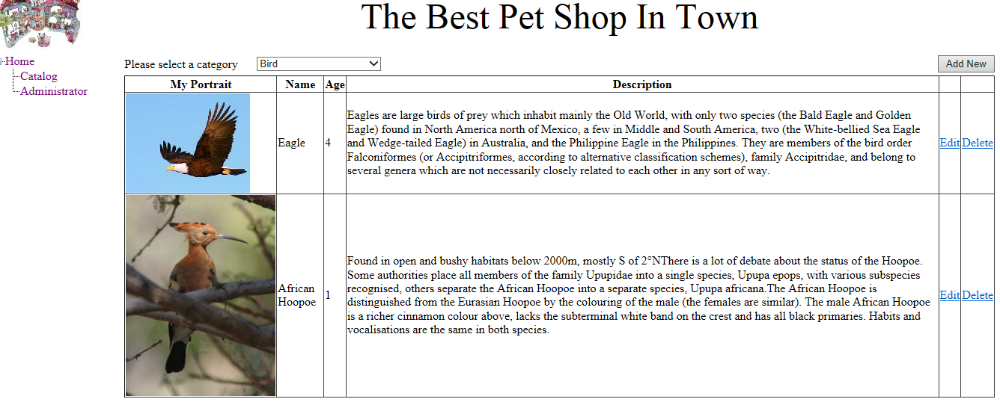 The Best Pet Shop In Town
Home
Catalog
Administrator
Please select a category
Bird
Add New
My Portrait Name Age Description
Eagle
4
Eagles are large birds of prey which inhabit mainly the Old World, with only two species (the Bald Eagle and Golden
Eagle) found in North America north of Mexico, a few in Middle and South America, two (the White-bellied Sea Eagle
and Wedge-tailed Eagle) in Australia, and the Philippine Eagle in the Philippines. They are members of the bird order
Falconiformes (or Accipitriformes, according to alternative classification schemes), family Accipitridae, and belong to
several genera which are not necessarily closely related to each other in any sort of way.
Edit Delete
African
Hoopoe
1
Found in open and bushy habitats below 2000m, mostly S of 2°NThere is a lot of debate about the status of the Hoopoe.
Some authorities place all members of the family Upupidae into a single species, Upupa epops, with various subspecies
recognised, others separate the African Hoopoe into a separate species, Upupa africana.The African Hoopoe is
distinguished from the Eurasian Hoopoe by the colouring of the male (the females are similar). The male African Hoopoe
is a richer cinnamon colour above, lacks the subterminal white band on the crest and has all black primaries. Habits and
vocalisations are the same in both species.
Edit Delete